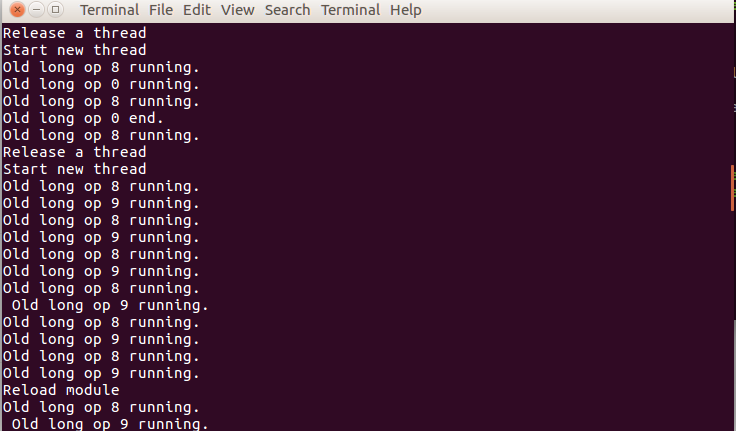 Terminal File Edit View Search Terminal Help
Release a thread
Start new thread
Old long op 8 running.
Old long op 0 running.
Old long op 8 running.
Old long op 0 end.
Old long op 8 running.
Release a thread
Start new thread
Old long op 8 running.
Old long op 9 running.
Old long op 8 running.
Old long op 9 running.
Old long op 8 running.
Old long op 9 running.
Old long op 8 running.
 Old long op 9 running.
Old long op 8 running.
Old long op 9 running.
Old long op 8 running.
Old long op 9 running.
Reload module
Old long op 8 running.
 Old long op 9 running.